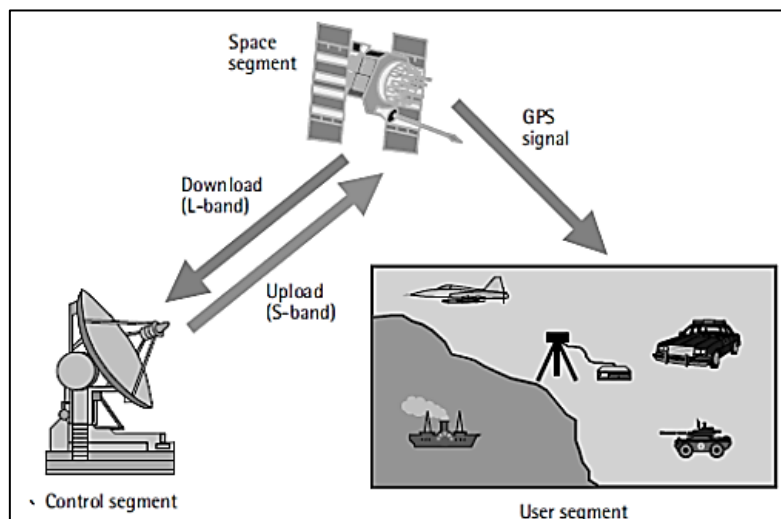 Space
segment
GPS
signal
Download
(L-band)
Upload
(S-band)
Control segment
User segment